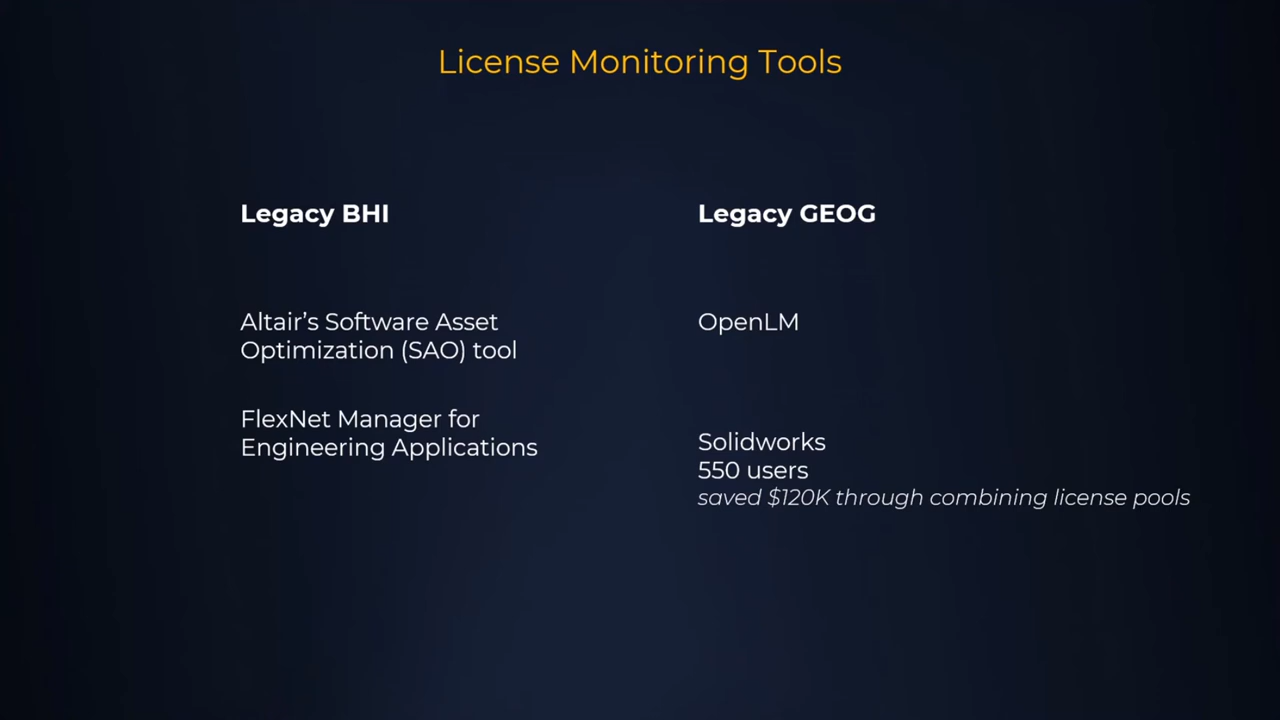 License Monitoring Tools
Legacy BHI
Altair’s Software Asset
Optimization (SAO) tool
FlexNet Manager for
Engineering Applications
Legacy GEOG
OpenLM
Solidworks
550 users
saved $120K through combining license pools